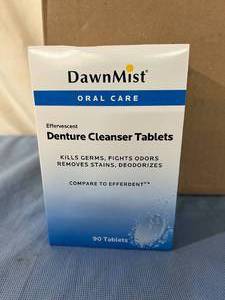 DawnMist®
ORAL CARE
Effervescent
Denture Cleanser Tablets
KILLS GERMS, FIGHTS ODORS
REMOVES STAINS, DEODORIZES
COMPARE TO EFFERDENT®*
90 Tablets